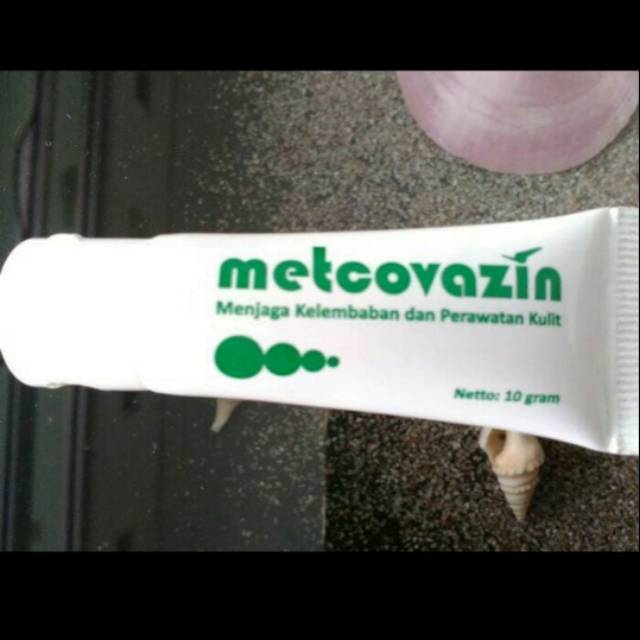 metcovazin
Menjaga Kelembaban dan Perawatan Kulit
Netto: 10 gram